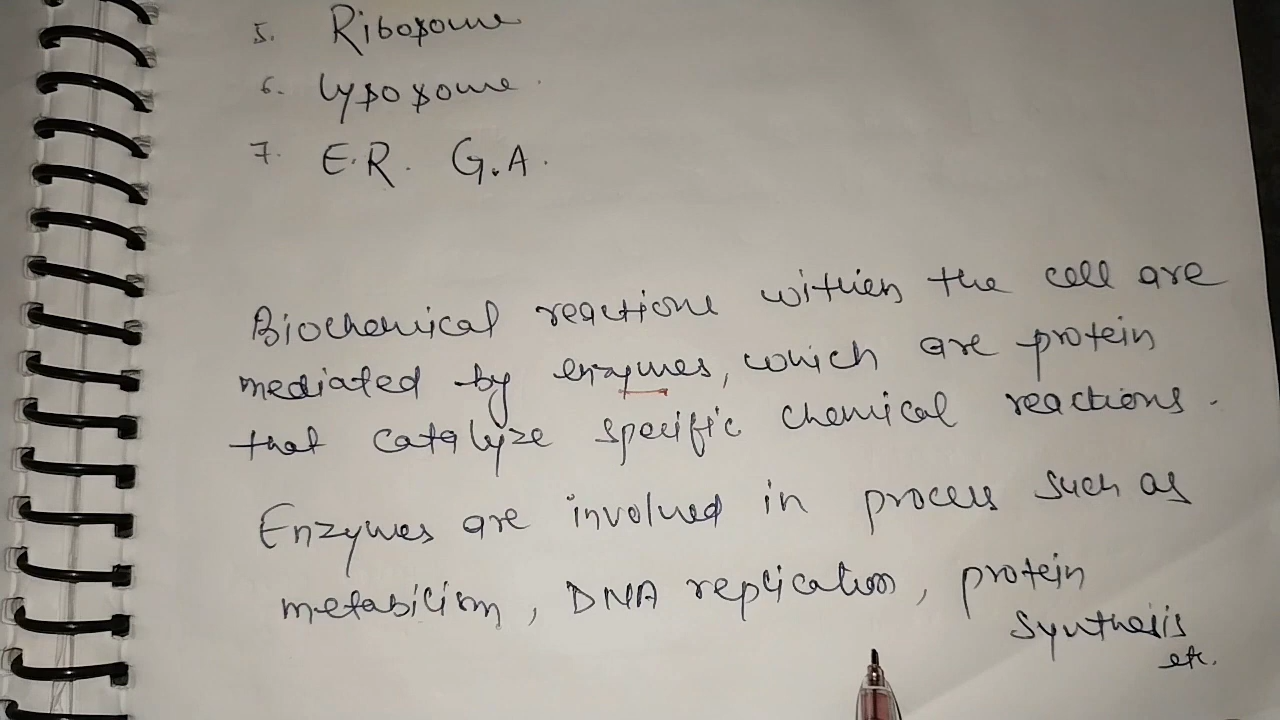 5. Ribosome
6. Lysosome.
7. E.R. G.A.
Biochemical reactions within the cell are
mediated by enzymes, which are protein
that catalyze specific chemical reactions.
Enzymes are involved in process such as
metabilism, DNA replication, protein
synthesis
etc.